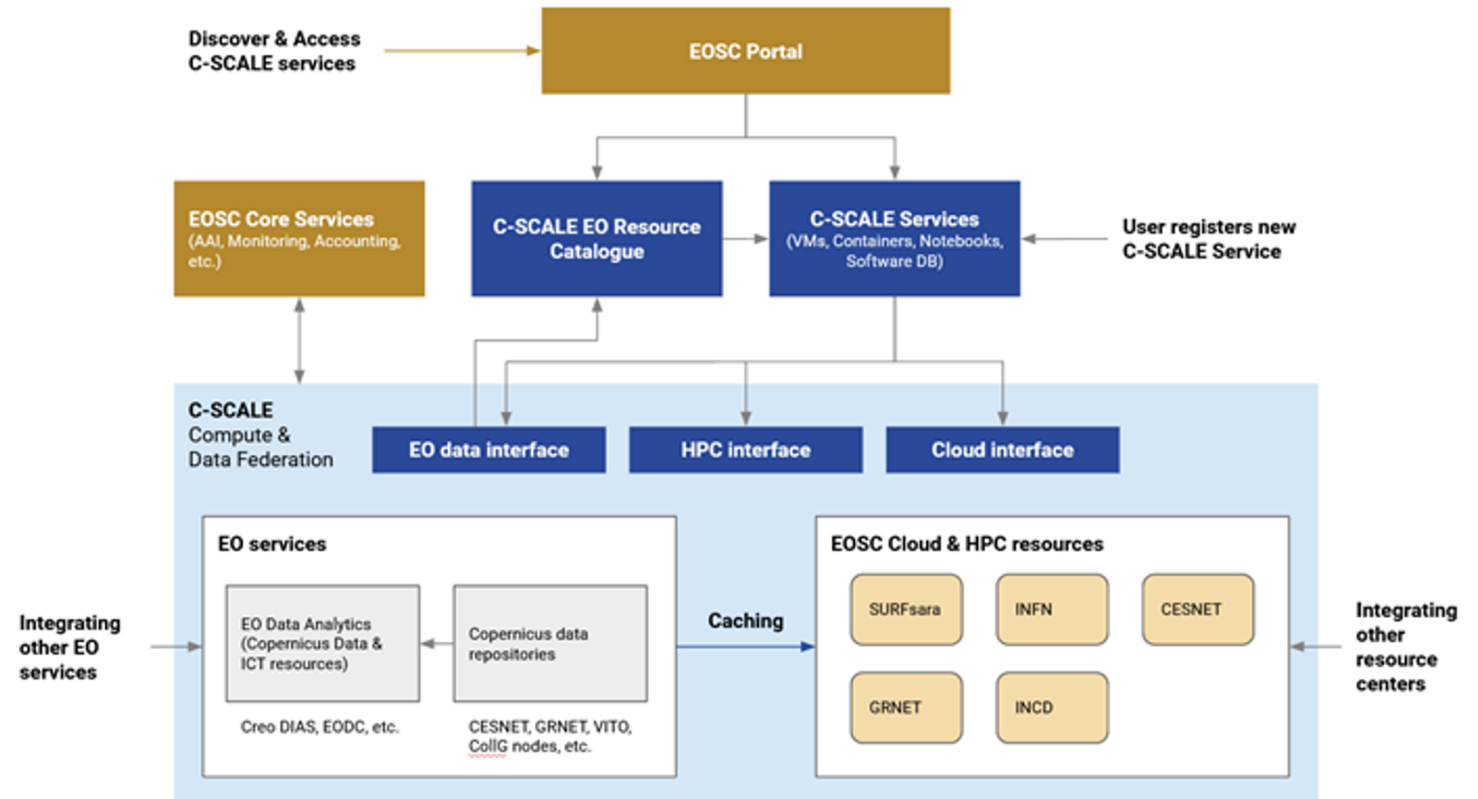 Discover & Access
C-SCALE services
EOSC Portal
EOSC Core Services
(AAI, Monitoring, Accounting,
etc.)
C-SCALE EO Resource
Catalogue
C-SCALE Services
(VMs, Containers, Notebooks,
Software DB)
User registers new
C-SCALE Service
C-SCALE
Compute &
Data Federation
EO data interface
HPC interface
Cloud interface
EO services
EO Data Analytics
(Copernicus Data &
ICT resources)
Copernicus data
repositories
Creo DIAS, EODC, etc.
CESNET, GRNET, VITO,
CollG nodes, etc.
Integrating
other EO
services
Caching
EOSC Cloud & HPC resources
SURFsara
INFN
CESNET
GRNET
INCD
Integrating
other
resource
centers